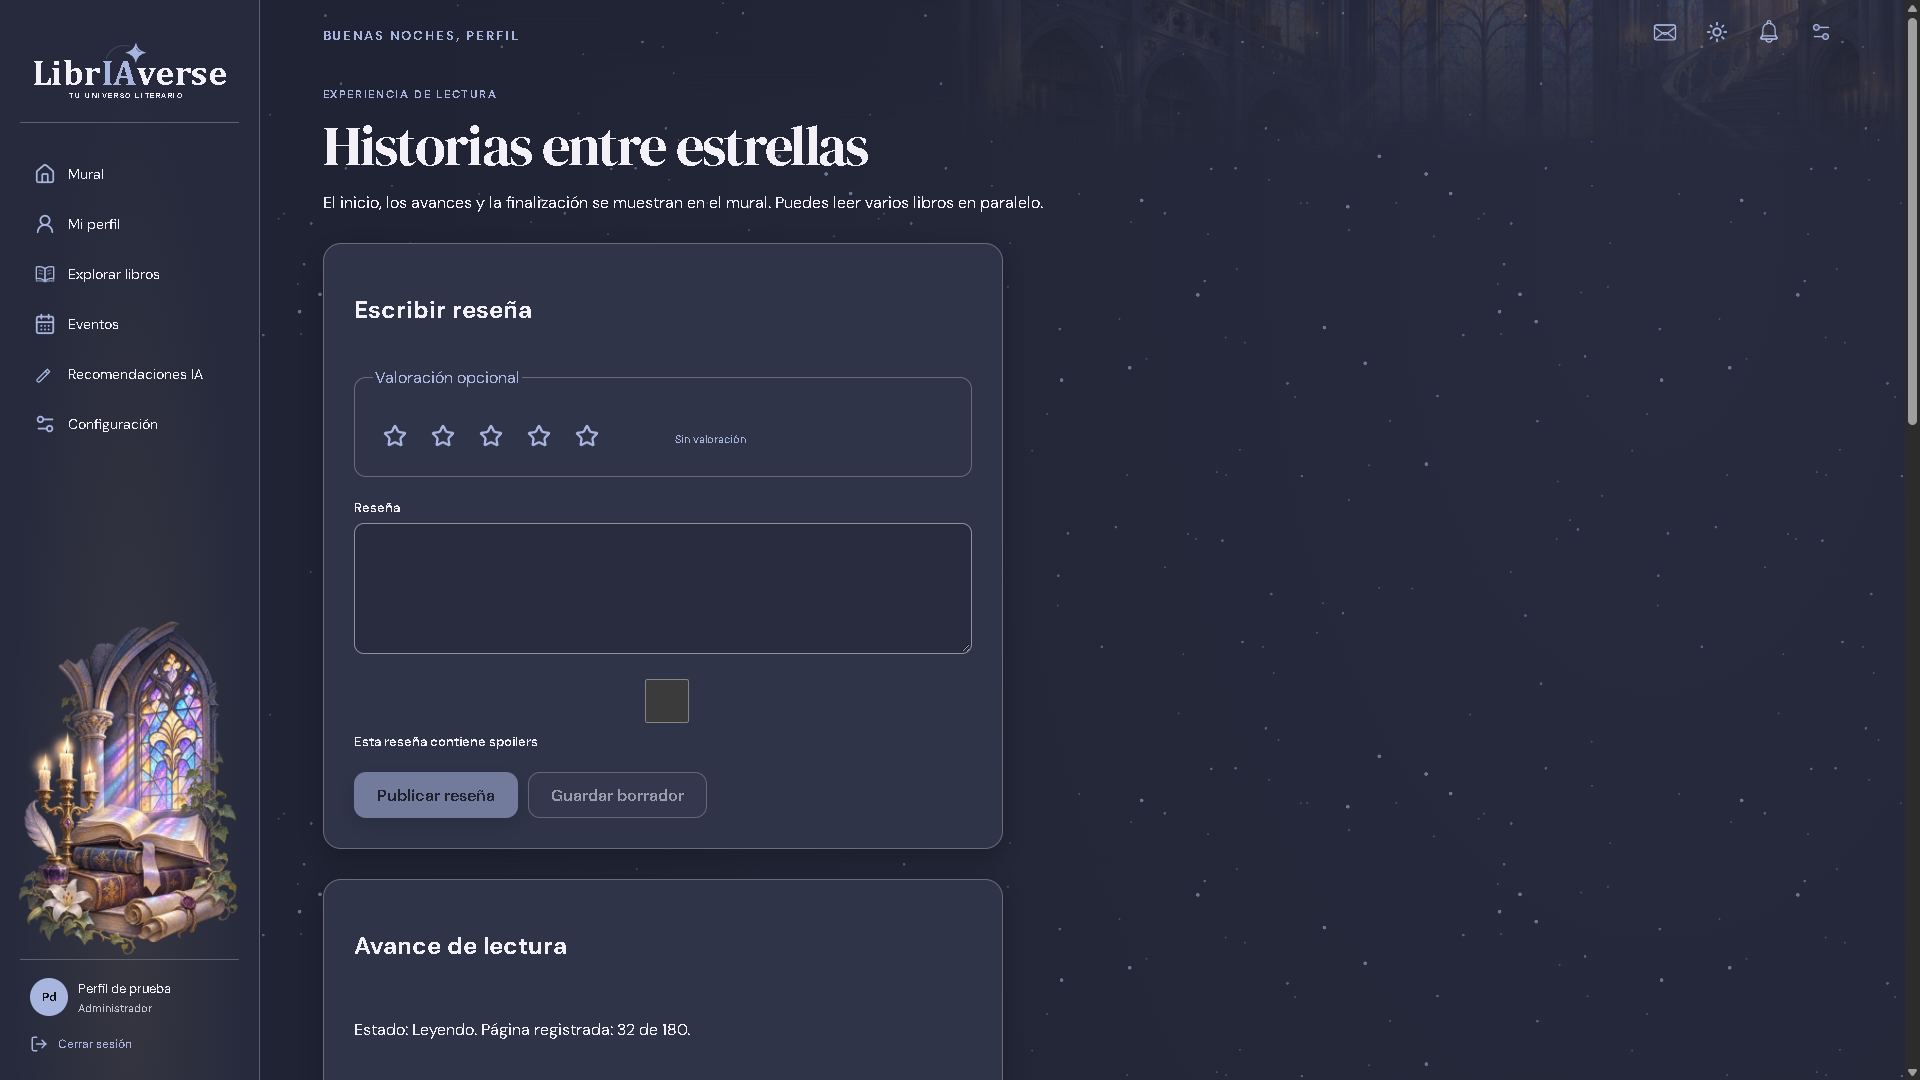 LibrIAverse
TU UNIVERSO LITERARIO
Mural
Mi perfil
Explorar libros
Eventos
Recomendaciones IA
Configuración
Pd
Perfil de prueba
Administrador
Cerrar sesión
BUENAS NOCHES, PERFIL
EXPERIENCIA DE LECTURA
Historias entre estrellas
El inicio, los avances y la finalización se muestran en el mural. Puedes leer varios libros en paralelo.
Escribir reseña
Valoración opcional
Sin valoración
Reseña
Esta reseña contiene spoilers
Publicar reseña
Guardar borrador
Avance de lectura
Estado: Leyendo. Página registrada: 32 de 180.